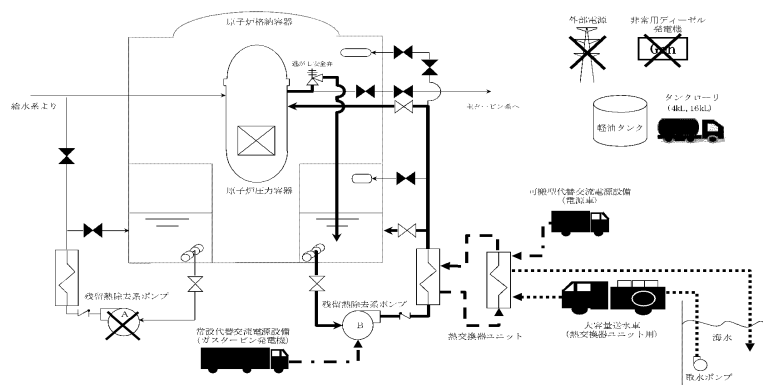 原子炉格納容器
外部電源
非常用ディーゼル
発電機
Gen
逃がし安全弁
給水系より
主タービン系へ
軽油タンク
タンクローリ
(4kL, 16kL)
原子炉圧力容器
可搬型代替交流電源設備
(電源車)
残留熱除去系ポンプ
A
残留熱除去系ポンプ
B
常設代替交流電源設備
(ガスタービン発電機)
熱交換器ユニット
大容量送水車
(熱交換器ユニット用)
海水
取水ポンプ